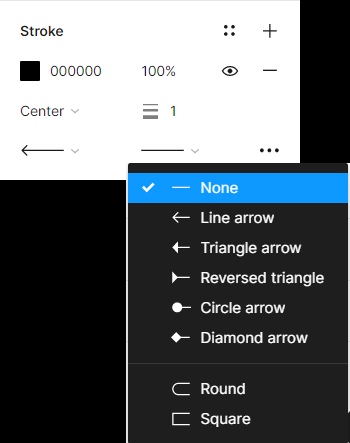 Stroke
000000 100%
Center 1
None
Line arrow
Triangle arrow
Reversed triangle
Circle arrow
Diamond arrow
Round
Square